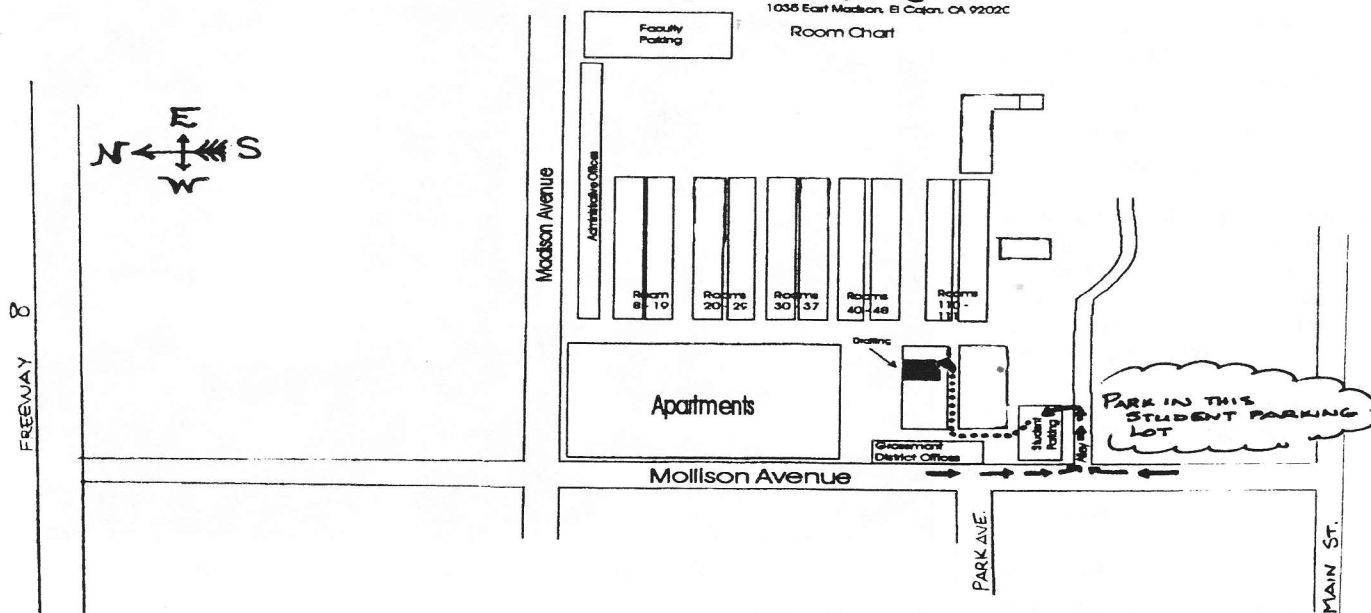 1035 East Madison, El Cajon, CA 92020
Room Chart
Faculty
Parking
E
N
S
W
Madison Avenue
Administrative Offices
Room
8 - 19
Rooms
20 - 29
Rooms
30 - 37
Rooms
40 - 48
Rooms
110 -
111
FREEWAY 8
Drafting
Apartments
Grossmont
District Offices
Student
Parking
Alley
PARK IN THIS
STUDENT PARKING
LOT
Mollison Avenue
PARK AVE.
MAIN ST.